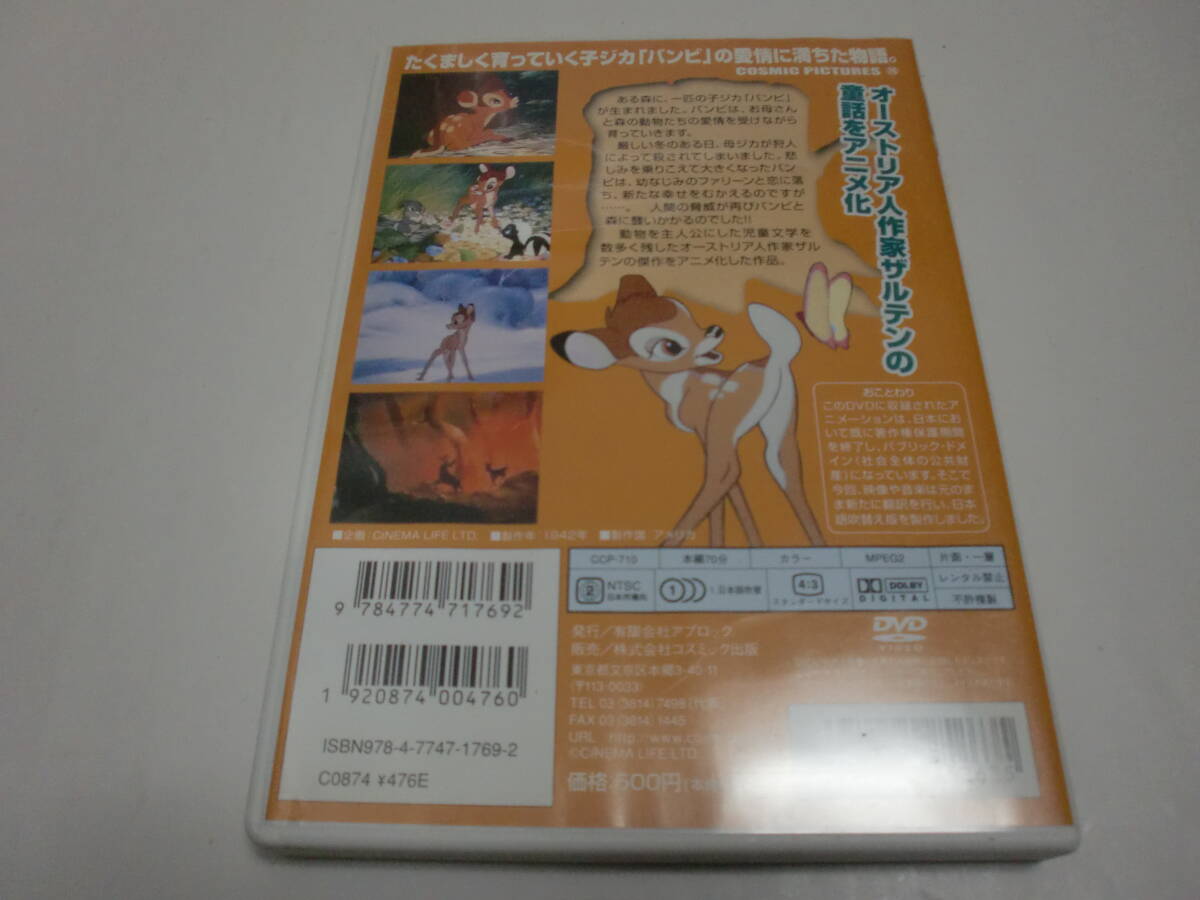 たくましく育っていく子ジカ「バンビ」の愛情に満ちた物語。
COSMIC PICTURES
オーストリア人作家ザルテンの
童話をアニメ化
ある森に、一匹の子ジカ「バンビ」
が生まれました。バンビは、お母さん
と森の動物たちの愛情を受けながら
育っていきます。
厳しい冬のある日、母ジカが狩人
によって殺されてしまいました。悲
しみを乗りこえて大きくなったバン
ビは、幼なじみのファリーンと恋に落
ち、新たな幸せをむかえるのですが
……。 人間の脅威が再びバンビと
森に襲いかかるのでした!!
動物を主人公にした児童文学を
数多く残したオーストリア人作家ザル
テンの傑作をアニメ化した作品。
おことわり
このDVDに収録されたア
ニメーションは、日本にお
いて既に著作権保護期間
を終了し、パブリック・ドメ
イン(社会全体の公共財
産)になっています。そこで
今回、映像や音楽は元のま
ま新たに翻訳を行い、日本
語吹替え版を製作しました。
■企画:CINEMA LIFE LTD. ■製作年:1942年 ■製作国:アメリカ
CCP-710 本編70分 カラー MPEG2 片面・一層
2 NTSC 日本市場向 1 1.日本語吹替 4:3 スタンダードサイズ DOLBY DIGITAL レンタル禁止 不許複製
9 784774 717692
1 920874 004760
ISBN978-4-7747-1769-2
C0874 ¥476E
発行/有限会社アプロック
販売/株式会社コスミック出版
東京都文京区本郷3-40-11
(〒113-0033)
TEL 03(3814)7498(代表)
FAX 03(3814)1445
URL http://www.cos
©CINEMA LIFE LTD.
価格:500円(本
DVD
VIDEO